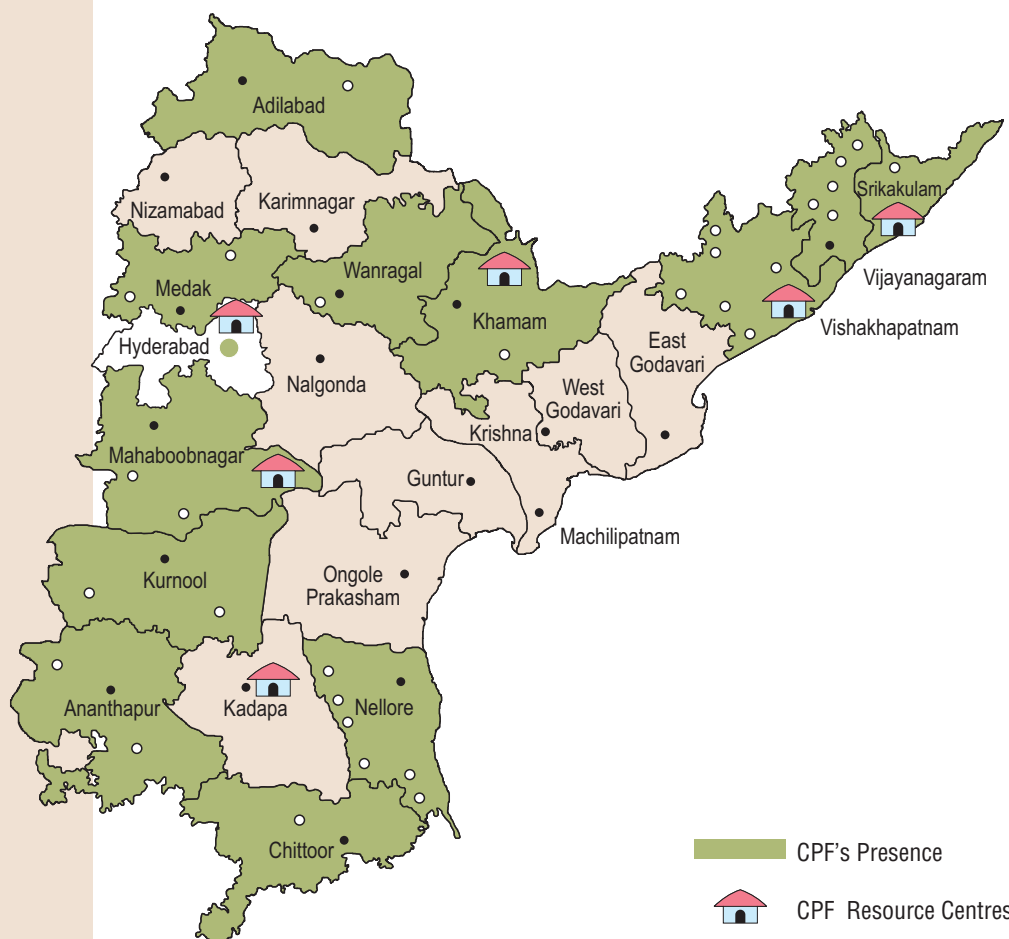 Adilabad
Nizamabad
Karimnagar
Srikakulam
Wanragal
Medak
Vijayanagaram
Khamam
Vishakhapatnam
Hyderabad
East
Godavari
Nalgonda
West
Godavari
Krishna
Mahaboobnagar
Guntur
Machilipatnam
Kurnool
Ongole
Prakasham
Ananthapur
Kadapa
Nellore
Chittoor
CPF's Presence
CPF Resource Centres